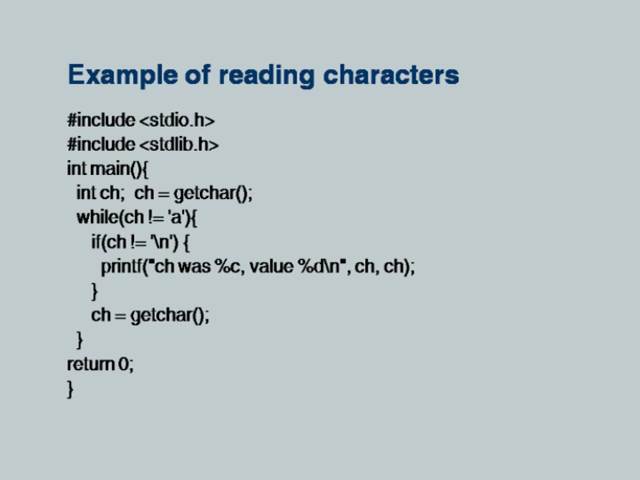 Example of reading characters
#include <stdio.h>
#include <stdlib.h>
int main(){
int ch;  ch = getchar();
while(ch != 'a'){
if(ch != '\n') {
printf("ch was %c, value %d\n", ch, ch);
}
ch = getchar();
}
return 0;
}